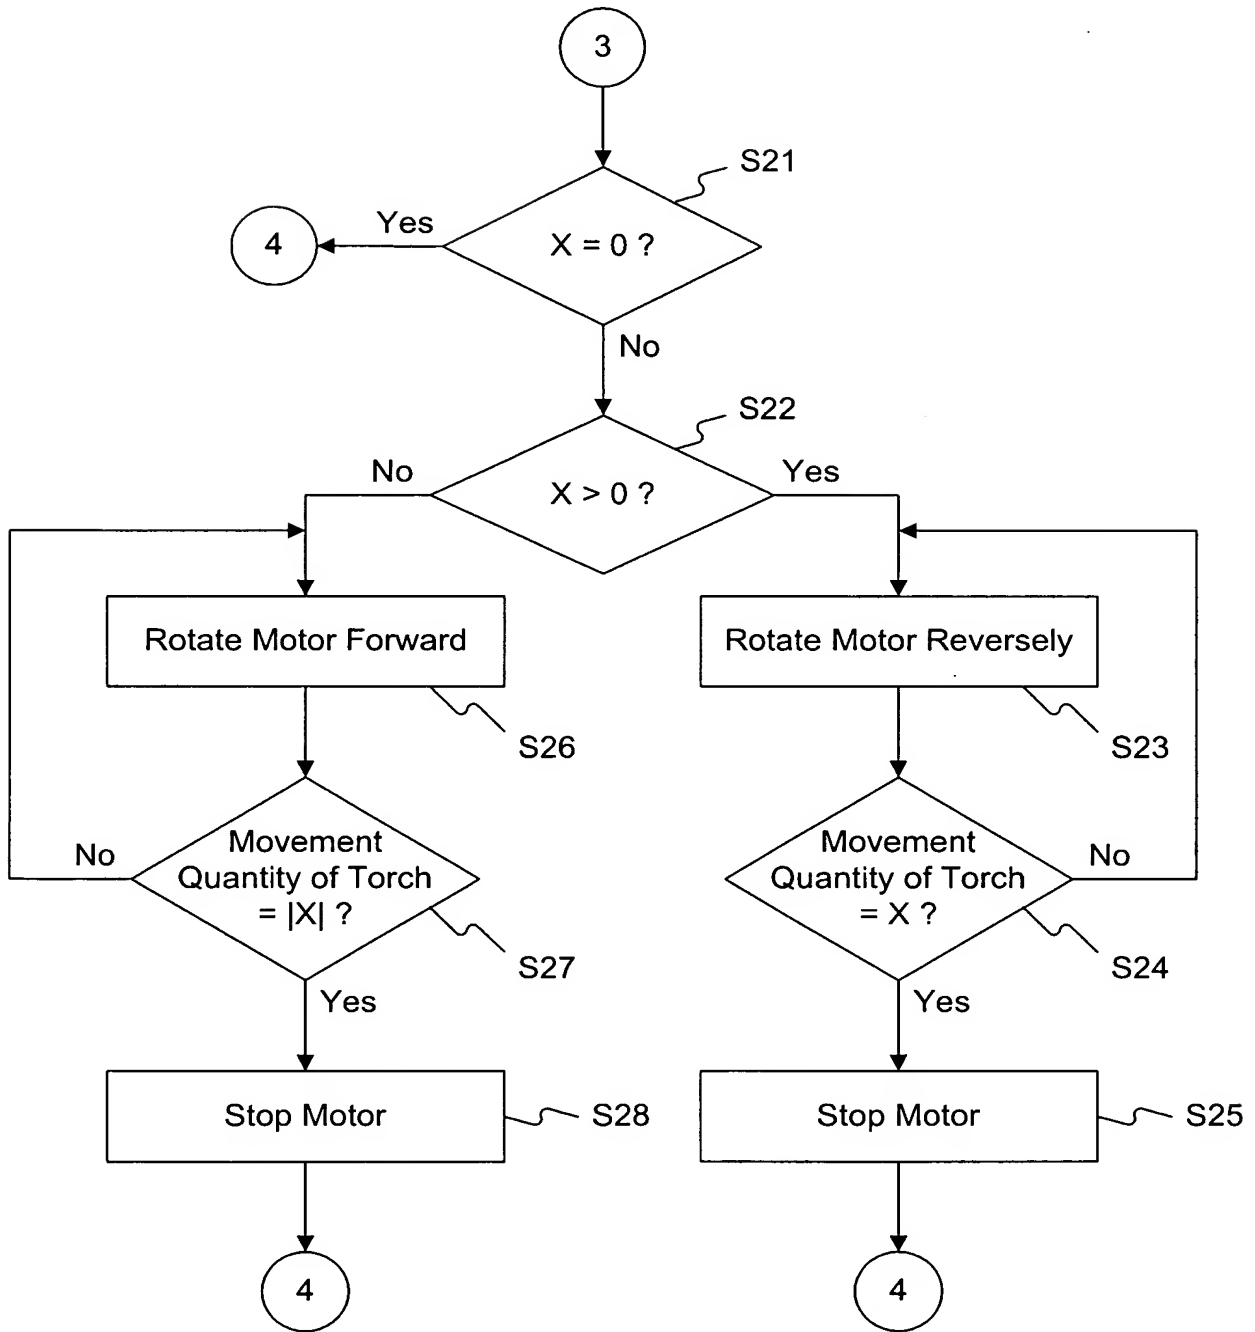 3
S21
Yes
4
X = 0 ?
No
S22
No
Yes
X > 0 ?
Rotate Motor Forward
Rotate Motor Reversely
S26
S23
Movement
Quantity of Torch
= |X| ?
No
Movement
Quantity of Torch
= X ?
No
S27
S24
Yes
Yes
Stop Motor
S28
Stop Motor
S25
4
4